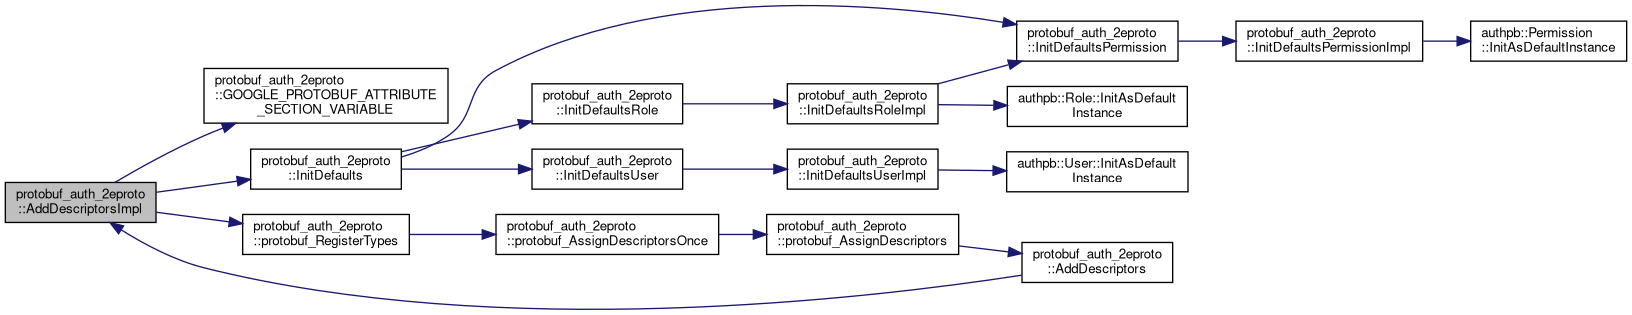 protobuf_auth_2eproto
::AddDescriptorsImpl
protobuf_auth_2eproto
::GOOGLE_PROTOBUF_ATTRIBUTE
_SECTION_VARIABLE
protobuf_auth_2eproto
::InitDefaults
protobuf_auth_2eproto
::protobuf_RegisterTypes
protobuf_auth_2eproto
::InitDefaultsRole
protobuf_auth_2eproto
::InitDefaultsUser
protobuf_auth_2eproto
::protobuf_AssignDescriptorsOnce
protobuf_auth_2eproto
::InitDefaultsRoleImpl
protobuf_auth_2eproto
::InitDefaultsUserImpl
protobuf_auth_2eproto
::protobuf_AssignDescriptors
protobuf_auth_2eproto
::InitDefaultsPermission
authpb::Role::InitAsDefault
Instance
authpb::User::InitAsDefault
Instance
protobuf_auth_2eproto
::AddDescriptors
protobuf_auth_2eproto
::InitDefaultsPermissionImpl
authpb::Permission
::InitAsDefaultInstance